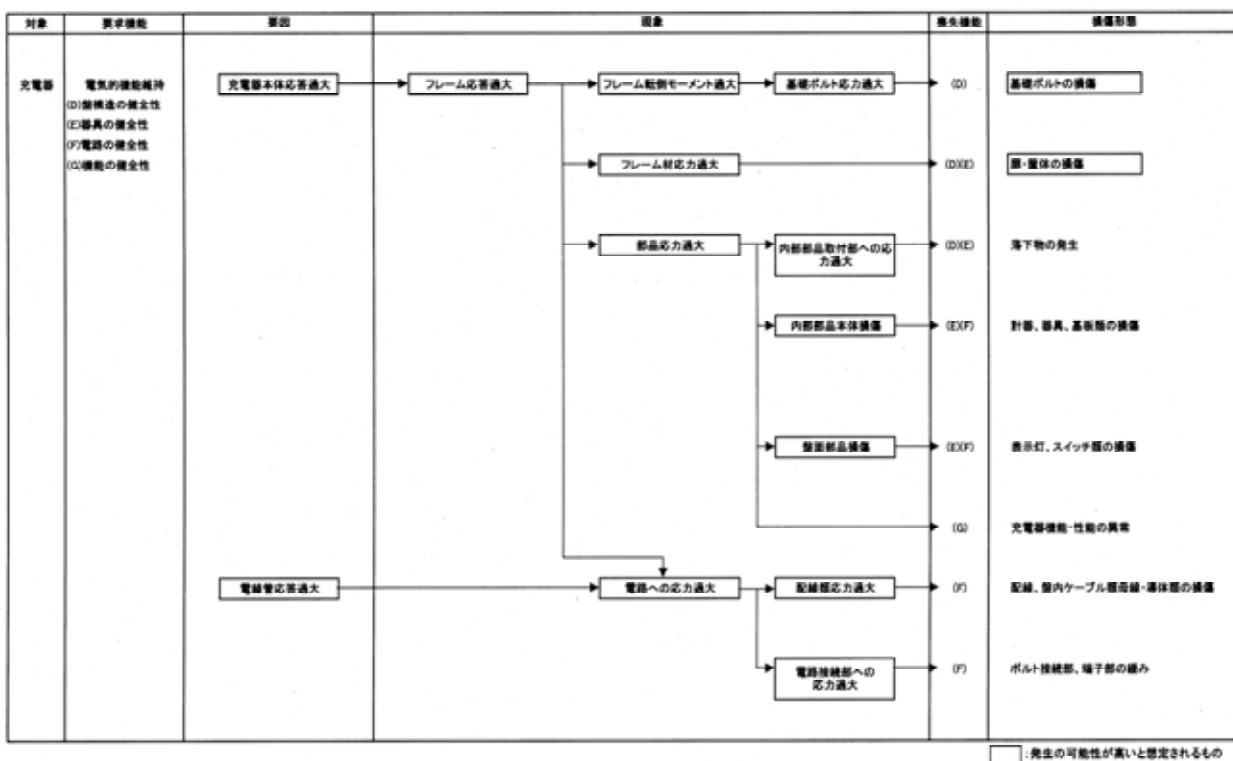 対象 要求機能 要因 現象 喪失機能 損傷形態
充電器 電気的機能維持 充電器本体応答過大 フレーム応答過大 フレーム転倒モーメント過大 基礎ボルト応力過大 (D) 基礎ボルトの損傷
(D)盤構造の健全性
(E)器具の健全性
(F)電路の健全性
(G)機能の健全性
フレーム材応力過大 (D)(E) 扉・筐体の損傷
部品応力過大 内部部品取付部への応 (D)(E) 落下物の発生
力過大
内部部品本体損傷 (E)(F) 計器、器具、基板類の損傷
盤面部品損傷 (E)(F) 表示灯、スイッチ類の損傷
(G) 充電器機能・性能の異常
電線管応答過大 電路への応力過大 配線類応力過大 (F) 配線、盤内ケーブル類母線・導体類の損傷
電路接続部への (F) ボルト接続部、端子部の緩み
応力過大
:発生の可能性が高いと想定されるもの